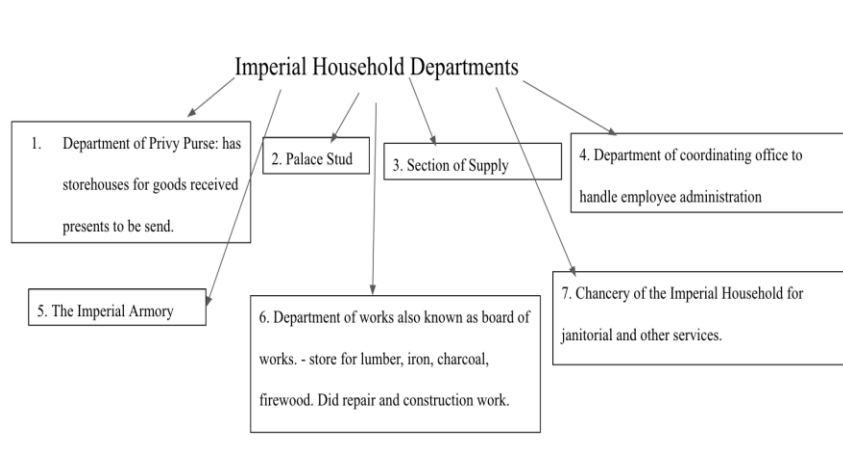 Imperial Household Departments
1. Department of Privy Purse: has
storehouses for goods received
presents to be send.
2. Palace Stud
3. Section of Supply
4. Department of coordinating office to
handle employee administration
5. The Imperial Armory
6. Department of works also known as board of
works. - store for lumber, iron, charcoal,
firewood. Did repair and construction work.
7. Chancery of the Imperial Household for
janitorial and other services.